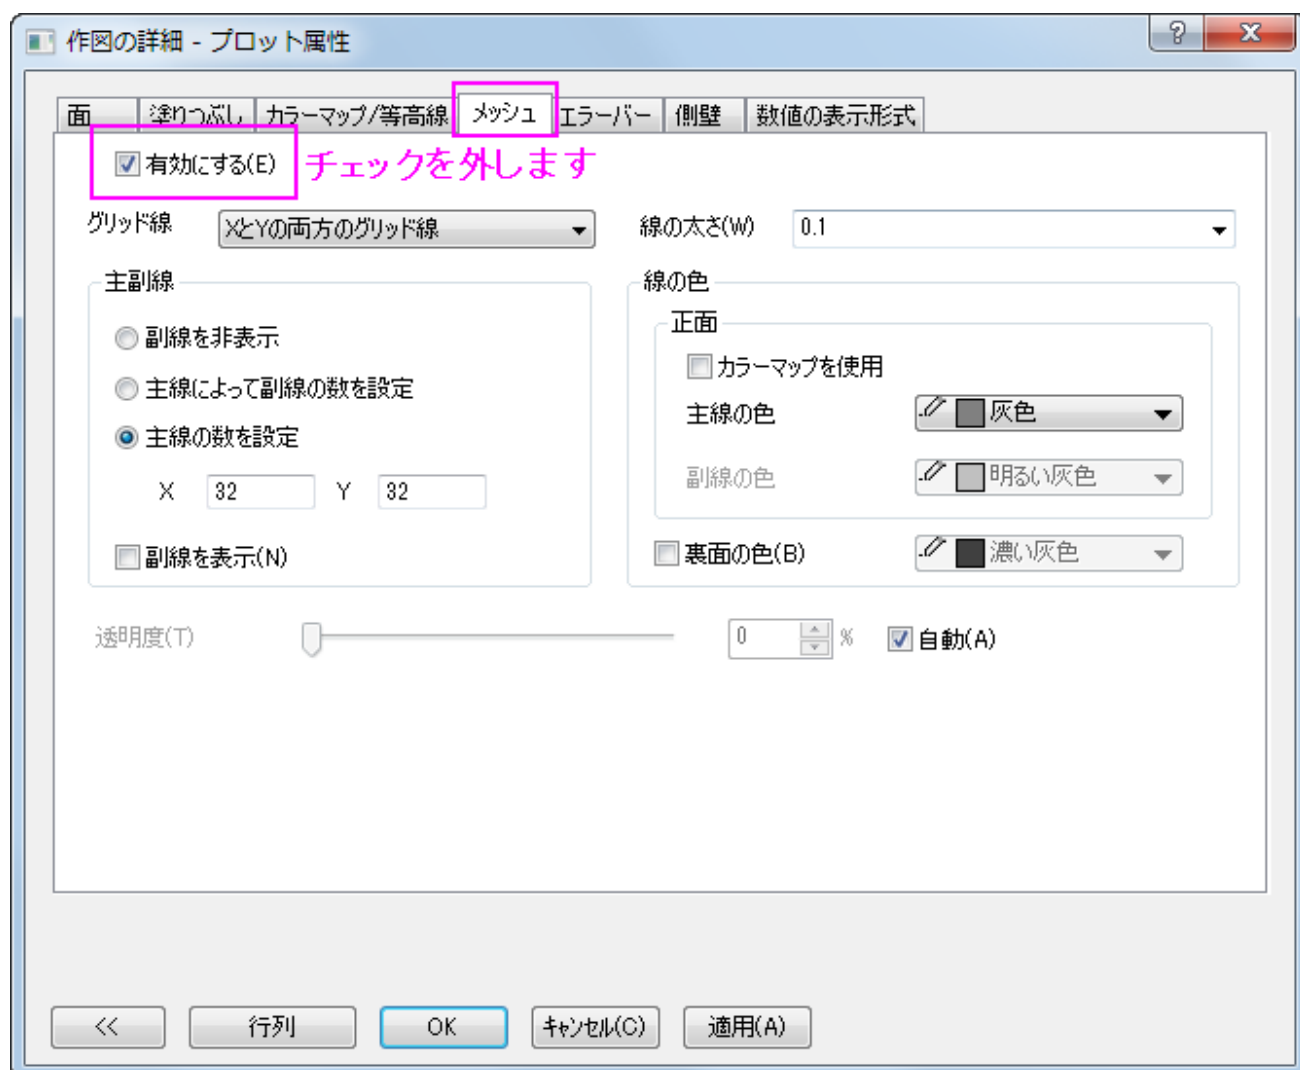 作図の詳細 - プロット属性
面 塗りつぶし カラーマップ/等高線 メッシュ エラーバー 側壁 数値の表示形式
有効にする(E) チェックを外します
グリッド線 XとYの両方のグリッド線 線の太さ(W) 0.1
主副線
副線を非表示
主線によって副線の数を設定
主線の数を設定
X 32 Y 32
副線を表示(N)
線の色
正面
カラーマップを使用
主線の色 灰色
副線の色 明るい灰色
裏面の色(B) 濃い灰色
透明度(T) 0 % 自動(A)
<< 行列 OK キャンセル(C) 適用(A)